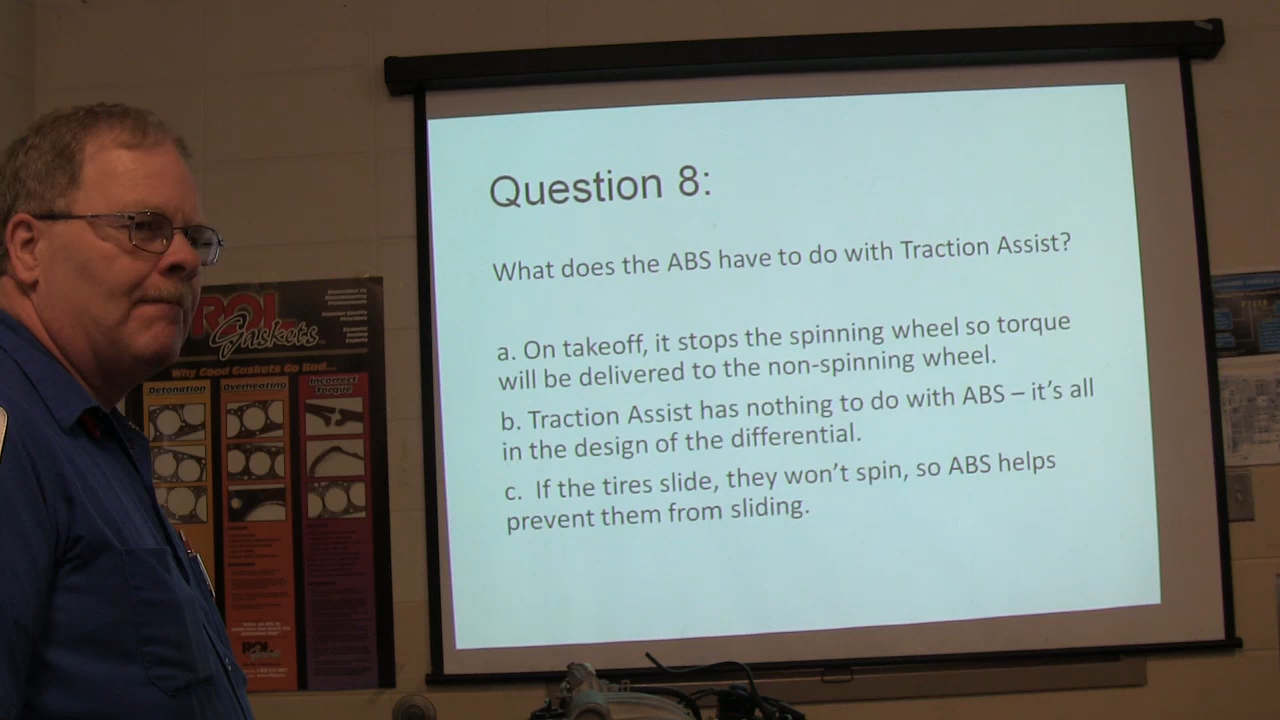 Question 8:
What does the ABS have to do with Traction Assist?
a. On takeoff, it stops the spinning wheel so torque
will be delivered to the non-spinning wheel.
b. Traction Assist has nothing to do with ABS – it's all
in the design of the differential.
c. If the tires slide, they won't spin, so ABS helps
prevent them from sliding.
ROL
Gaskets
Why Good Gaskets Go Bad...
Detonation
Overheating
Incorrect
Torque
ROL